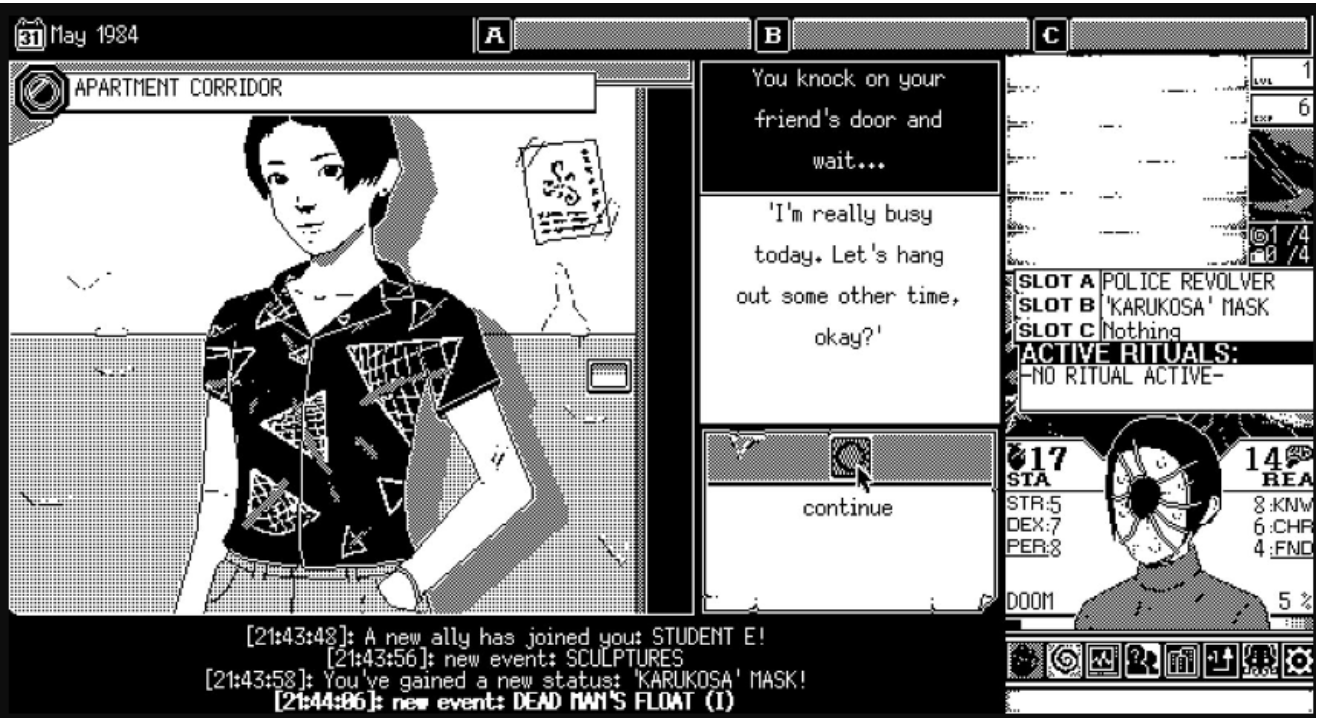 31 May 1984
A
B
C
APARTMENT CORRIDOR
You knock on your
friend's door and
wait...
'I'm really busy
today. Let's hang
out some other time,
okay?'
continue
LVL 1
EXP 6
1/4
0/4
SLOT A POLICE REVOLVER
SLOT B 'KARUKOSA' MASK
SLOT C Nothing
ACTIVE RITUALS:
-NO RITUAL ACTIVE-
17 STA
14 REA
STR:5
DEX:7
PER:8
8:KNW
6:CHR
4:FND
DOOM 5 %
[21:43:48]: A new ally has joined you: STUDENT E!
[21:43:56]: new event: SCULPTURES
[21:43:58]: You've gained a new status: 'KARUKOSA' MASK!
[21:44:06]: new event: DEAD MAN'S FLOAT (I)